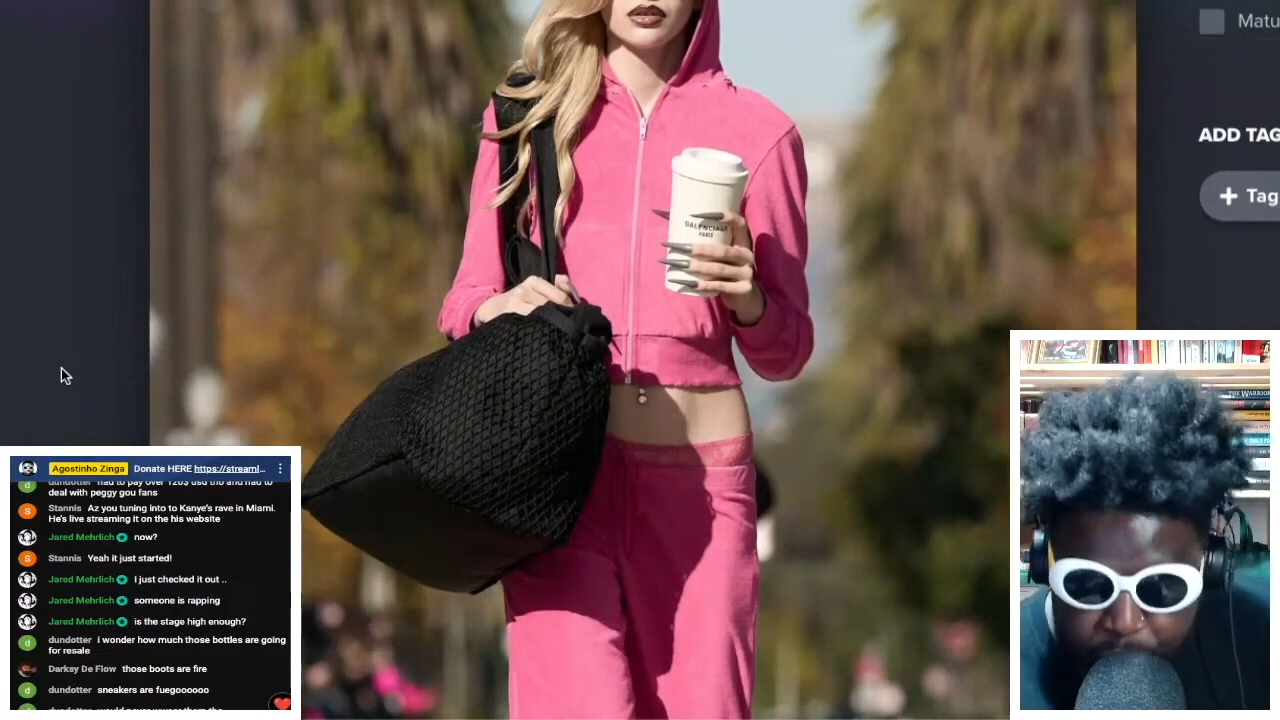 Matu
ADD TAG
+ Tag
BALENCIAGA
PARIS
THE WARRIOR
Agostinho Zinga Donate HERE https://streaml...
dundotter had to pay over 120$ usd tho and had to
deal with peggy gou fans
Stannis Az you tuning into to Kanye's rave in Miami.
He's live streaming it on the his website
Jared Mehrlich now?
Stannis Yeah it just started!
Jared Mehrlich I just checked it out ..
Jared Mehrlich someone is rapping
Jared Mehrlich is the stage high enough?
dundotter i wonder how much those bottles are going
for resale
Darksy De Flow those boots are fire
dundotter sneakers are fuegoooooo